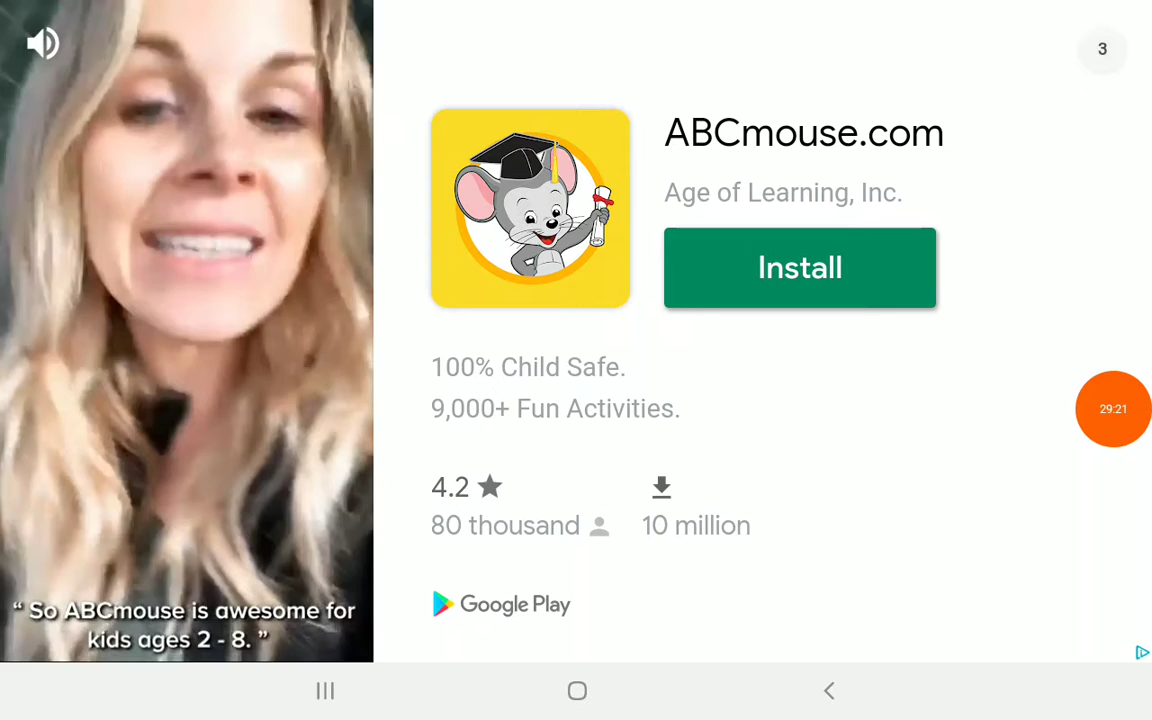 3
ABCmouse.com
Age of Learning, Inc.
Install
100% Child Safe.
9,000+ Fun Activities.
29:21
4.2
80 thousand
10 million
“ So ABCmouse is awesome for
kids ages 2 - 8. ”
Google Play